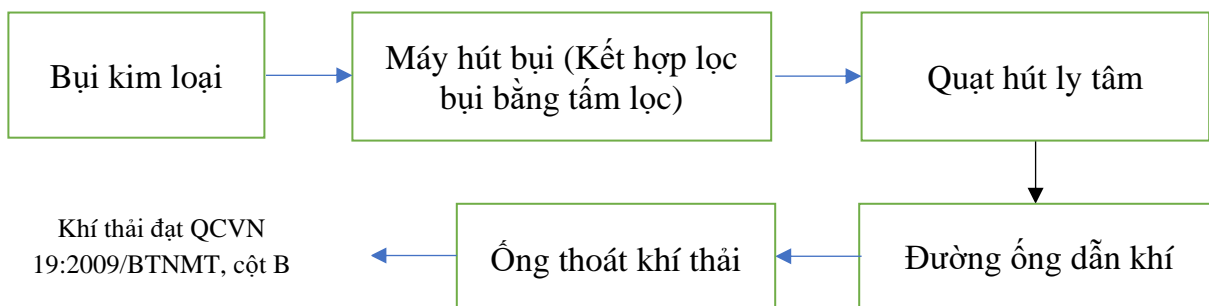 Bụi kim loại
Máy hút bụi (Kết hợp lọc
bụi bằng tấm lọc)
Quạt hút ly tâm
Đường ống dẫn khí
Ống thoát khí thải
Khí thải đạt QCVN
19:2009/BTNMT, cột B